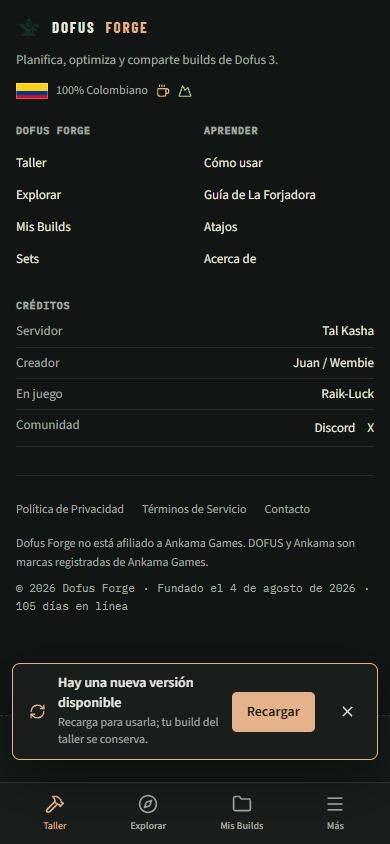 DOFUS FORGE
Planifica, optimiza y comparte builds de Dofus 3.
100% Colombiano
DOFUS FORGE
Taller
Explorar
Mis Builds
Sets
APRENDER
Cómo usar
Guía de La Forjadora
Atajos
Acerca de
CRÉDITOS
Servidor Tal Kasha
Creador Juan / Wembie
En juego Raik-Luck
Comunidad Discord X
Política de Privacidad Términos de Servicio Contacto
Dofus Forge no está afiliado a Ankama Games. DOFUS y Ankama son
marcas registradas de Ankama Games.
© 2026 Dofus Forge · Fundado el 4 de agosto de 2026 ·
105 días en línea
Hay una nueva versión
disponible
Recarga para usarla; tu build del
taller se conserva.
Recargar
Taller Explorar Mis Builds Más